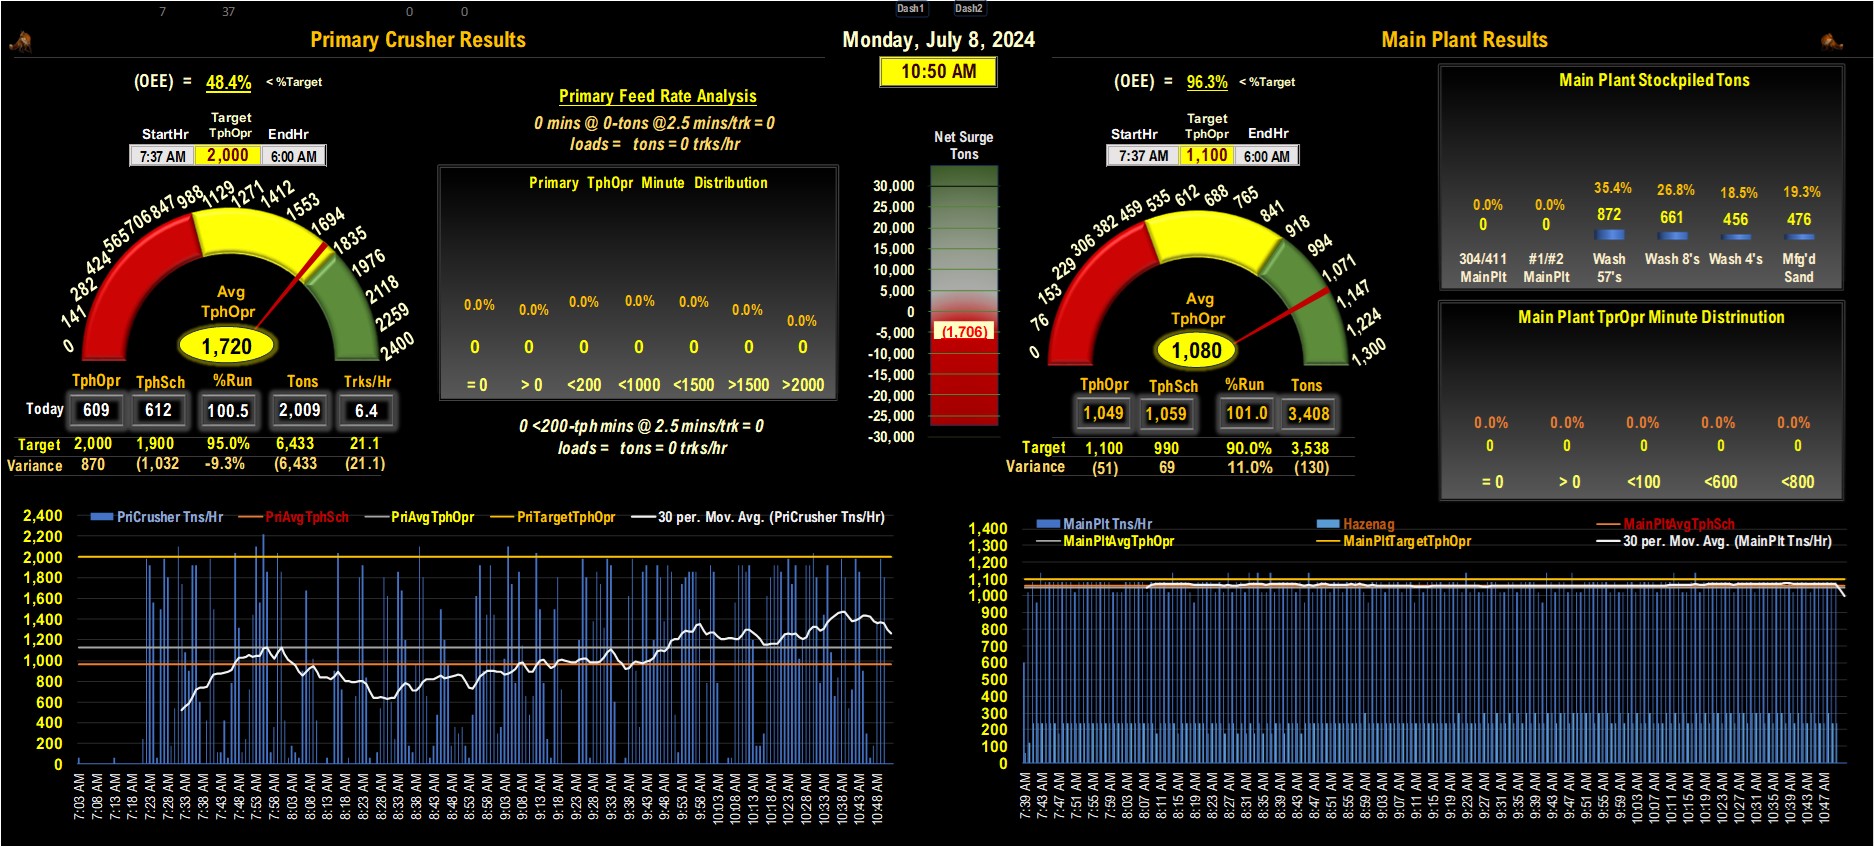 7 37 0 0 Dash1 Dash2
Primary Crusher Results
Monday, July 8, 2024
10:50 AM
Main Plant Results
(OEE) = 48.4% < %Target
StartHr Target TphOpr EndHr
7:37 AM 2,000 6:00 AM
0 141 282 424 565 706 847 988 1129 1271 1412 1553 1694 1835 1976 2118 2259 2400
Avg
TphOpr
1,720
TphOpr TphSch %Run Tons Trks/Hr
Today 609 612 100.5 2,009 6.4
Target 2,000 1,900 95.0% 6,433 21.1
Variance 870 (1,032 -9.3% (6,433 (21.1)
Primary Feed Rate Analysis
0 mins @ 0-tons @2.5 mins/trk = 0
loads = tons = 0 trks/hr
Primary TphOpr Minute Distribution
0.0% 0.0% 0.0% 0.0% 0.0% 0.0% 0.0%
0 0 0 0 0 0 0
= 0 > 0 <200 <1000 <1500 >1500 >2000
0 <200-tph mins @ 2.5 mins/trk = 0
loads = tons = 0 trks/hr
Net Surge
Tons
30,000
25,000
20,000
15,000
10,000
5,000
0
-5,000
-10,000
-15,000
-20,000
-25,000
-30,000
(1,706)
(OEE) = 96.3% < %Target
StartHr Target TphOpr EndHr
7:37 AM 1,100 6:00 AM
0 76 153 229 306 382 459 535 612 688 765 841 918 994 1,071 1,147 1,224 1,300
Avg
TphOpr
1,080
TphOpr TphSch %Run Tons
1,049 1,059 101.0 3,408
Target 1,100 990 90.0% 3,538
Variance (51) 69 11.0% (130)
Main Plant Stockpiled Tons
0.0% 0.0% 35.4% 26.8% 18.5% 19.3%
0 0 872 661 456 476
304/411 #1/#2 Wash Wash 8's Wash 4's Mfg'd
MainPlt MainPlt 57's Sand
Main Plant TprOpr Minute Distrinution
0.0% 0.0% 0.0% 0.0% 0.0%
0 0 0 0 0
= 0 > 0 <100 <600 <800
PriCrusher Tns/Hr PriAvgTphSch PriAvgTphOpr PriTargetTphOpr 30 per. Mov. Avg. (PriCrusher Tns/Hr)
2,400
2,200
2,000
1,800
1,600
1,400
1,200
1,000
800
600
400
200
0
7:03 AM 7:08 AM 7:13 AM 7:18 AM 7:23 AM 7:28 AM 7:33 AM 7:38 AM 7:43 AM 7:48 AM 7:53 AM 7:58 AM 8:03 AM 8:08 AM 8:13 AM 8:18 AM 8:23 AM 8:28 AM 8:33 AM 8:38 AM 8:43 AM 8:48 AM 8:53 AM 8:58 AM 9:03 AM 9:08 AM 9:13 AM 9:18 AM 9:23 AM 9:28 AM 9:33 AM 9:38 AM 9:43 AM 9:48 AM 9:53 AM 9:58 AM 10:03 AM 10:08 AM 10:13 AM 10:18 AM 10:23 AM 10:28 AM 10:33 AM 10:38 AM 10:43 AM 10:48 AM
MainPlt Tns/Hr Hazenag MainPltAvgTphSch
MainPltAvgTphOpr MainPltTargetTphOpr 30 per. Mov. Avg. (MainPlt Tns/Hr)
1,400
1,300
1,200
1,100
1,000
900
800
700
600
500
400
300
200
100
0
7:39 AM 7:43 AM 7:47 AM 7:51 AM 7:55 AM 7:59 AM 8:03 AM 8:07 AM 8:11 AM 8:15 AM 8:19 AM 8:23 AM 8:27 AM 8:31 AM 8:35 AM 8:39 AM 8:43 AM 8:47 AM 8:51 AM 8:55 AM 8:59 AM 9:03 AM 9:07 AM 9:11 AM 9:15 AM 9:19 AM 9:23 AM 9:27 AM 9:31 AM 9:35 AM 9:39 AM 9:43 AM 9:47 AM 9:51 AM 9:55 AM 9:59 AM 10:03 AM 10:07 AM 10:11 AM 10:15 AM 10:19 AM 10:23 AM 10:27 AM 10:31 AM 10:35 AM 10:39 AM 10:43 AM 10:47 AM